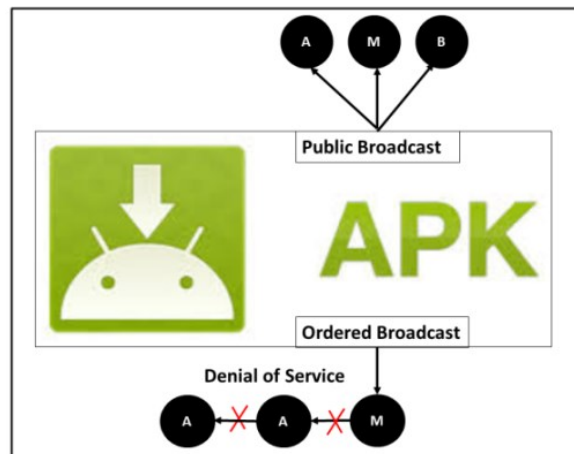 A M B
Public Broadcast
APK
Ordered Broadcast
Denial of Service
A A M